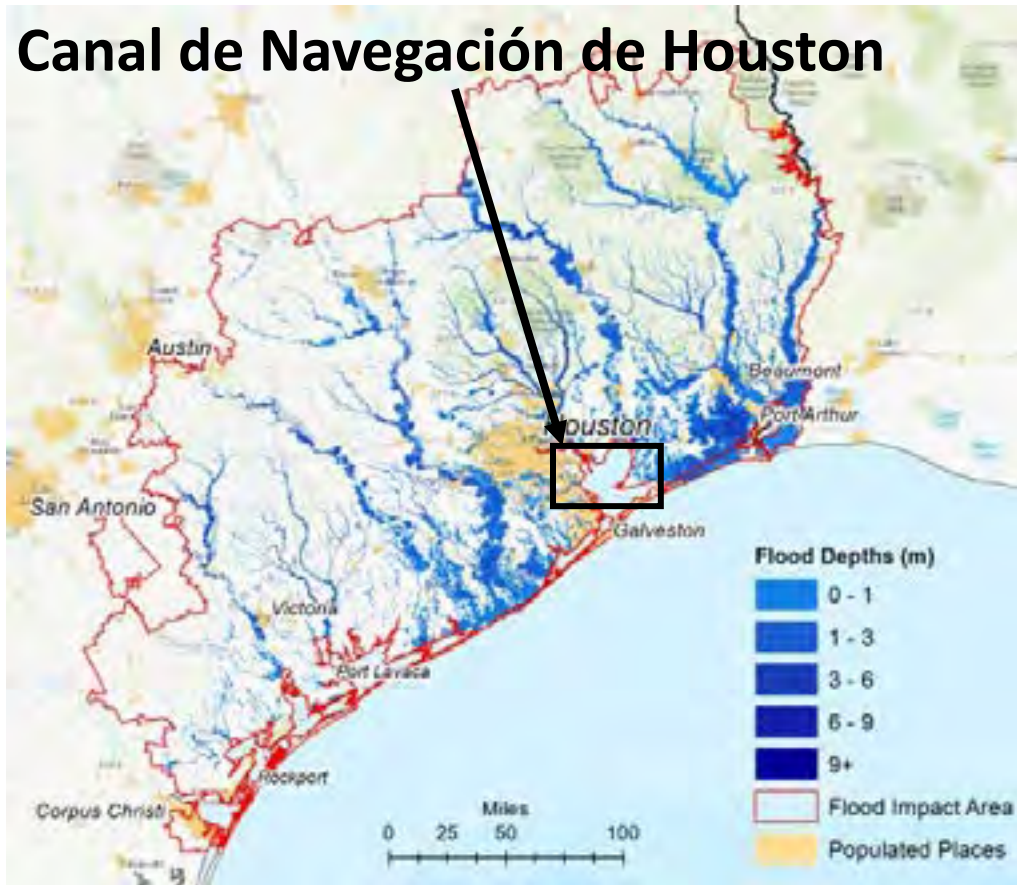 Canal de Navegación de Houston
Austin
Beaumont
Port Arthur
Houston
San Antonio
Galveston
Flood Depths (m)
0 - 1
1 - 3
3 - 6
6 - 9
9+
Flood Impact Area
Populated Places
Victoria
Port Lavaca
Rockport
Corpus Christi
Miles
0 25 50 100